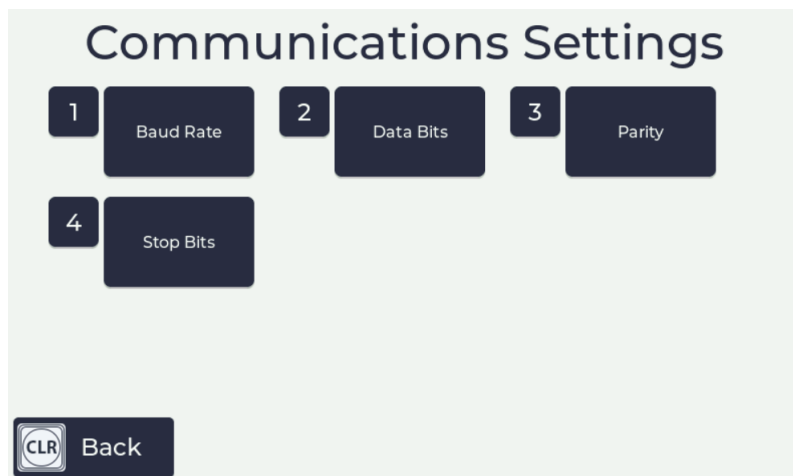 Communications Settings
1 Baud Rate 2 Data Bits 3 Parity
4 Stop Bits
CLR Back